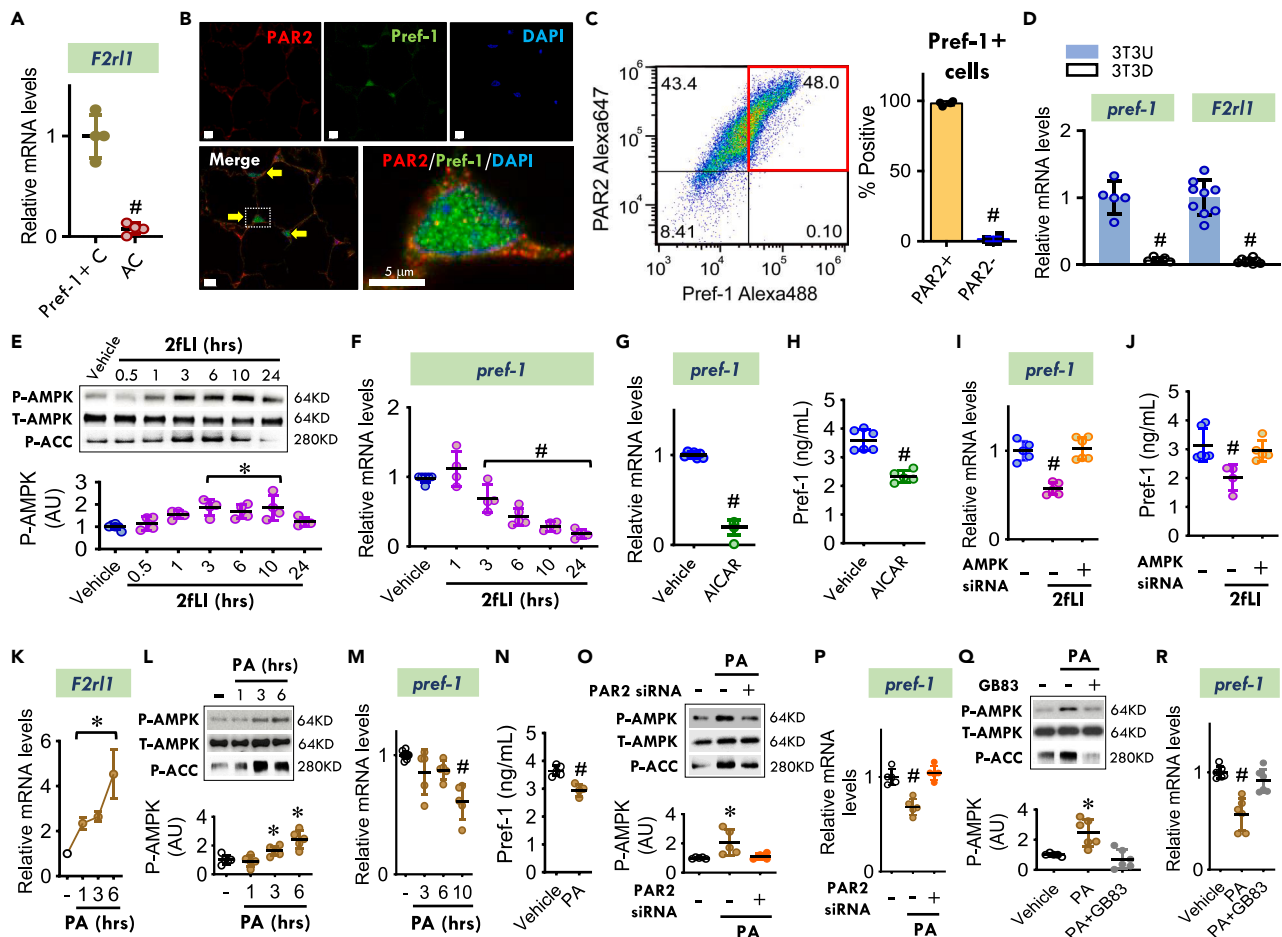 A
F2rl1
Relative mRNA levels
2
1
0
#
Pref-1 + C
AC
B
PAR2
Pref-1
DAPI
Merge
PAR2/Pref-1/DAPI
5 µm
C
Pref-1+ cells
PAR2 Alexa647
10⁶
10⁵
10⁴
43.4
48.0
8.41
0.10
10³ 10⁴ 10⁵ 10⁶
Pref-1 Alexa488
% Positive
100
50
0
#
PAR2+
PAR2-
D
3T3U
3T3D
pref-1
F2rl1
Relative mRNA levels
2
1
0
#
#
E
Vehicle
2fLI (hrs)
0.5 1 3 6 10 24
P-AMPK
64KD
T-AMPK
64KD
P-ACC
280KD
P-AMPK (AU)
4
3
2
1
0
*
Vehicle
0.5 1 3 6 10 24
2fLI (hrs)
F
pref-1
Relative mRNA levels
2
1
0
#
Vehicle
1 3 6 10 24
2fLI (hrs)
G
pref-1
Relatvie mRNA levels
1
0
#
Vehicle
AICAR
H
Pref-1 (ng/mL)
5
4
3
2
1
0
#
Vehicle
AICAR
I
pref-1
Relative mRNA levels
1
0
#
AMPK siRNA
- - +
2fLI
J
Pref-1 (ng/mL)
5
4
3
2
1
0
#
AMPK siRNA
- - +
2fLI
K
F2rl1
Relative mRNA levels
6
4
2
0
*
- 1 3 6
PA (hrs)
L
PA (hrs)
- 1 3 6
P-AMPK
64KD
T-AMPK
64KD
P-ACC
280KD
P-AMPK (AU)
4
2
0
*
*
- 1 3 6
PA (hrs)
M
pref-1
Relative mRNA levels
1
0
#
- 3 6 10
PA (hrs)
N
Pref-1 (ng/mL)
5
4
3
2
1
0
#
Vehicle
PA
O
PA
PAR2 siRNA
- - +
P-AMPK
64KD
T-AMPK
64KD
P-ACC
280KD
P-AMPK (AU)
4
2
0
*
PAR2 siRNA
- - +
PA
P
pref-1
Relative mRNA levels
1
0
#
PAR2 siRNA
- - +
PA
Q
PA
GB83
- - +
P-AMPK
64KD
T-AMPK
64KD
P-ACC
280KD
P-AMPK (AU)
4
2
0
*
Vehicle
PA
PA+GB83
R
pref-1
Relative mRNA levels
1
0
#
Vehicle
PA
PA+GB83